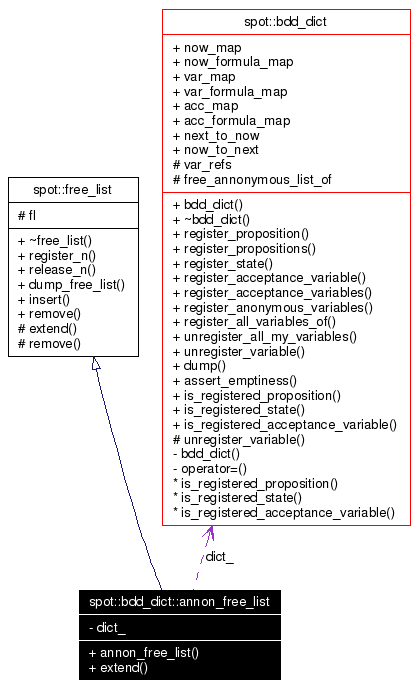 spot::bdd_dict
+ now_map
+ now_formula_map
+ var_map
+ var_formula_map
+ acc_map
+ acc_formula_map
+ next_to_now
+ now_to_next
# var_refs
# free_annonymous_list_of
+ bdd_dict()
+ ~bdd_dict()
+ register_proposition()
+ register_propositions()
+ register_state()
+ register_acceptance_variable()
+ register_acceptance_variables()
+ register_anonymous_variables()
+ register_all_variables_of()
+ unregister_all_my_variables()
+ unregister_variable()
+ dump()
+ assert_emptiness()
+ is_registered_proposition()
+ is_registered_state()
+ is_registered_acceptance_variable()
# unregister_variable()
- bdd_dict()
- operator=()
* is_registered_proposition()
* is_registered_state()
* is_registered_acceptance_variable()
spot::free_list
# fl
+ ~free_list()
+ register_n()
+ release_n()
+ dump_free_list()
+ insert()
+ remove()
# extend()
# remove()
dict_
spot::bdd_dict::annon_free_list
- dict_
+ annon_free_list()
+ extend()